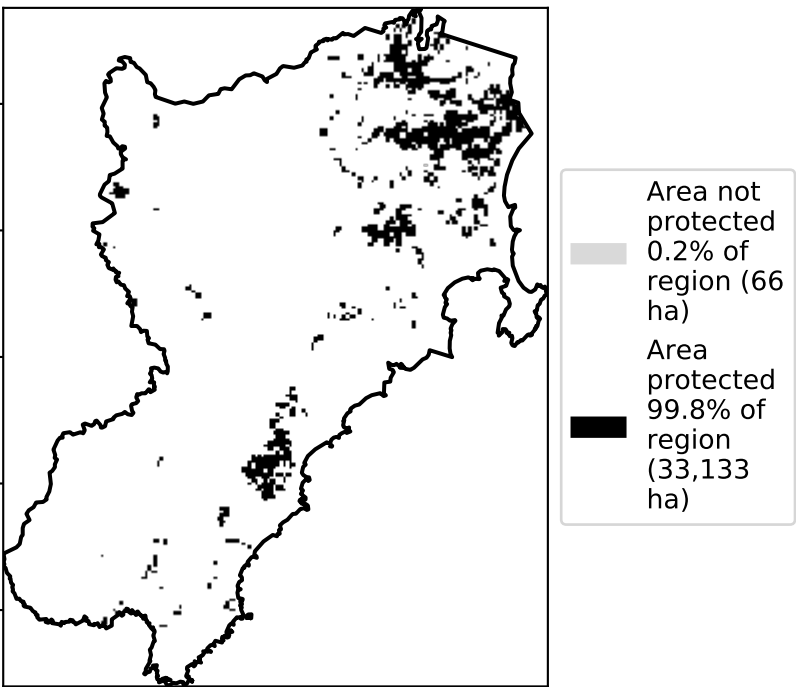 Area not
protected
0.2% of
region (66
ha)
Area
protected
99.8% of
region
(33,133
ha)